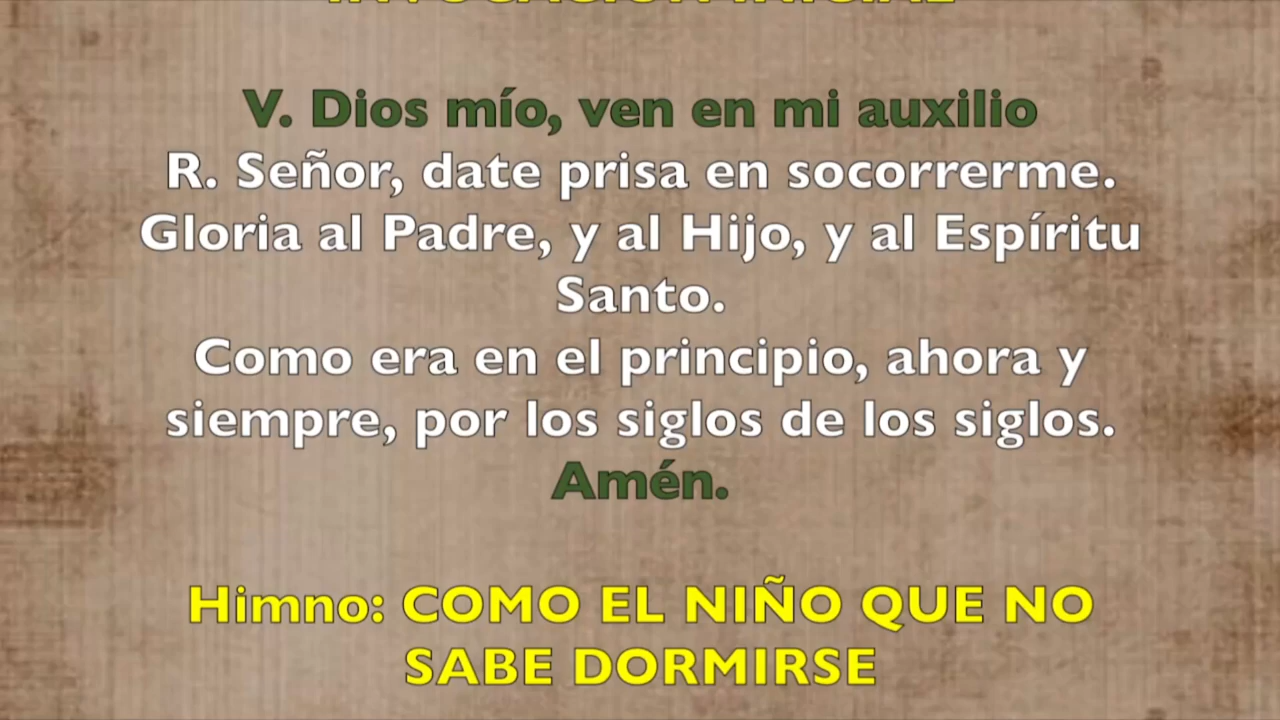 INVOCACIÓN INICIAL
V. Dios mío, ven en mi auxilio
R. Señor, date prisa en socorrerme.
Gloria al Padre, y al Hijo, y al Espíritu
Santo.
Como era en el principio, ahora y
siempre, por los siglos de los siglos.
Amén.
Himno: COMO EL NIÑO QUE NO
SABE DORMIRSE